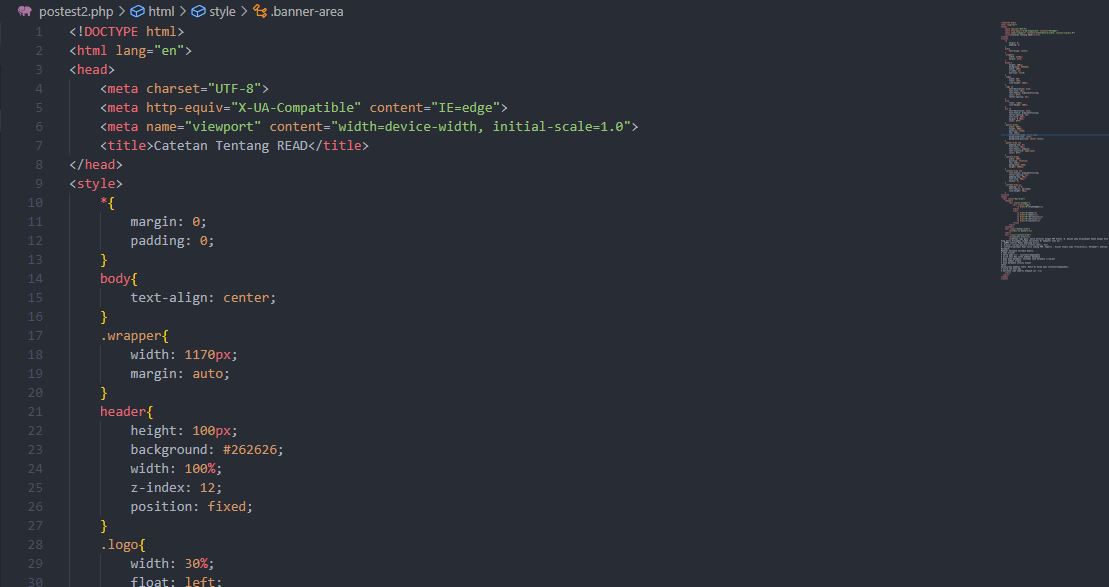 postest2.php > html > style > .banner-area
1 <!DOCTYPE html>
2 <html lang="en">
3 <head>
4 <meta charset="UTF-8">
5 <meta http-equiv="X-UA-Compatible" content="IE=edge">
6 <meta name="viewport" content="width=device-width, initial-scale=1.0">
7 <title>Catetan Tentang READ</title>
8 </head>
9 <style>
10 *{
11 margin: 0;
12 padding: 0;
13 }
14 body{
15 text-align: center;
16 }
17 .wrapper{
18 width: 1170px;
19 margin: auto;
20 }
21 header{
22 height: 100px;
23 background: #262626;
24 width: 100%;
25 z-index: 12;
26 position: fixed;
27 }
28 .logo{
29 width: 30%;
30 float: left;